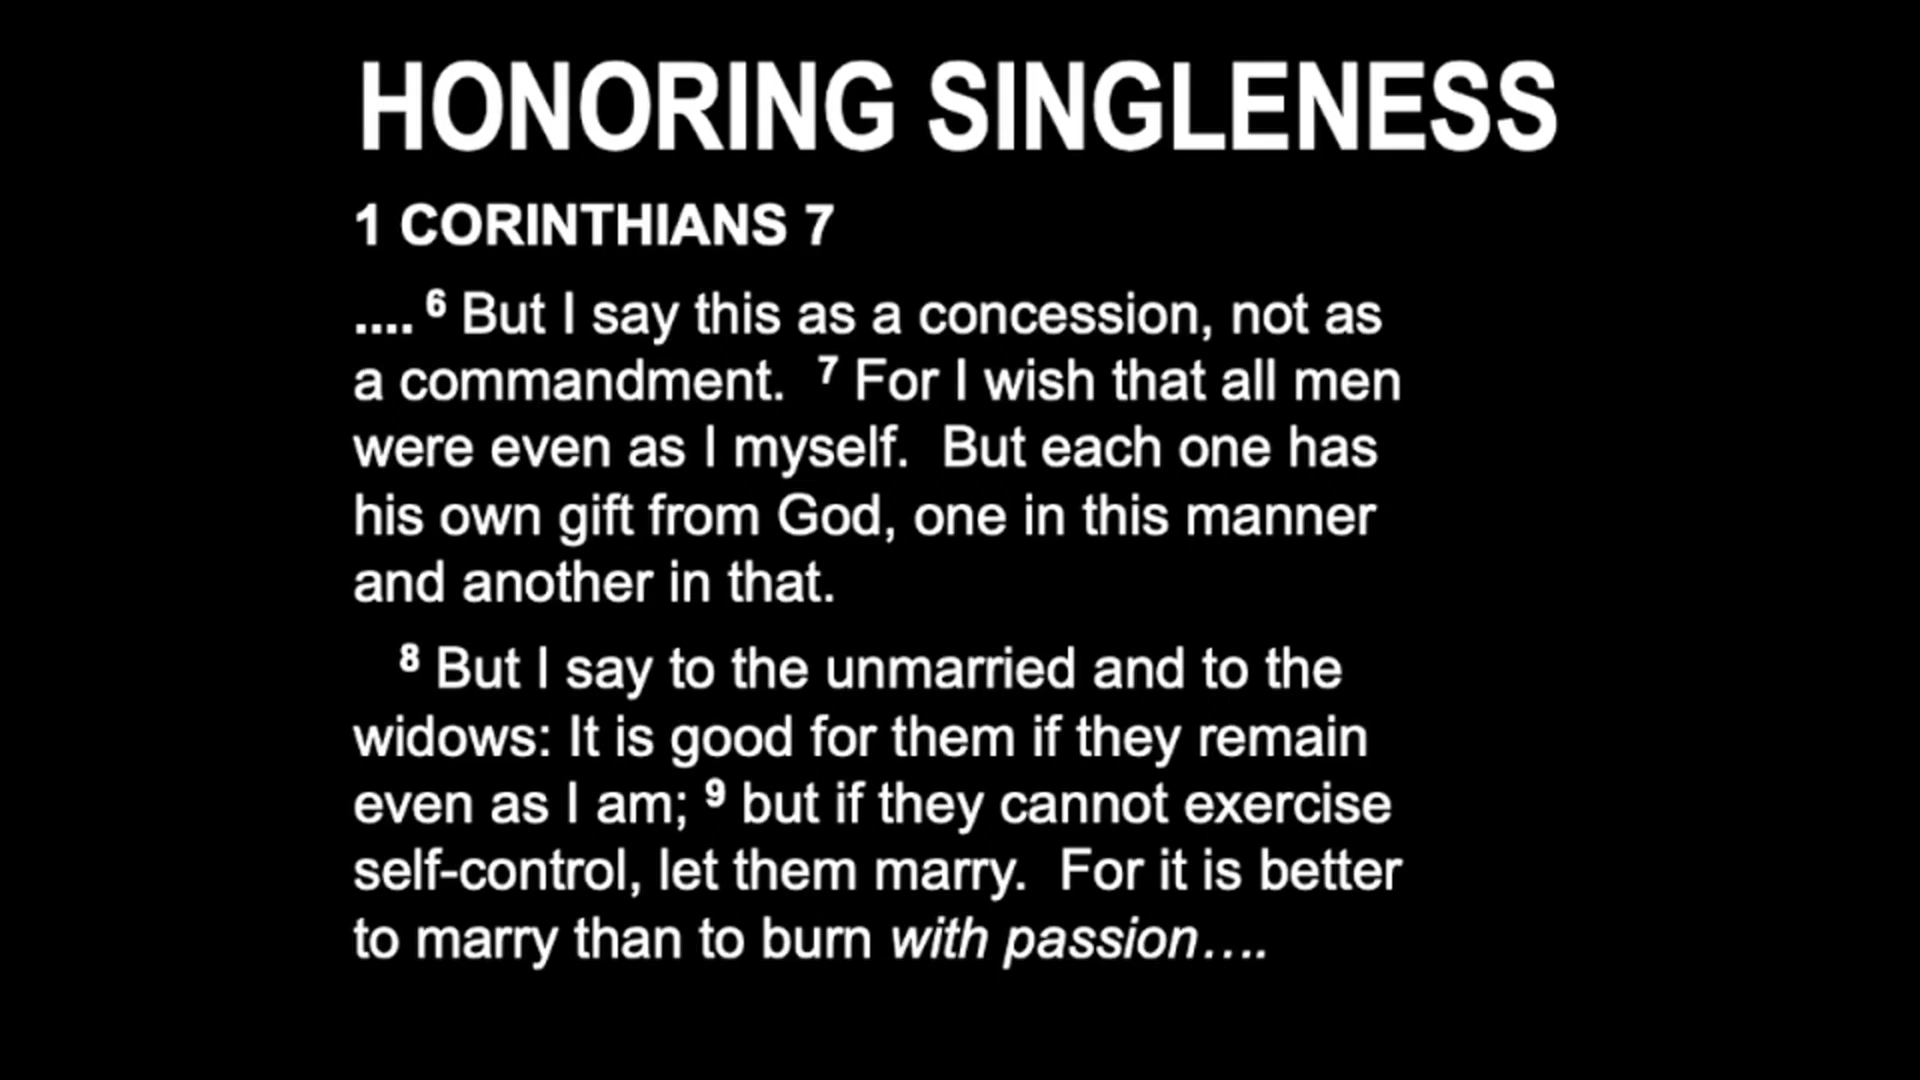 HONORING SINGLENESS
1 CORINTHIANS 7
.... 6 But I say this as a concession, not as
a commandment.  7 For I wish that all men
were even as I myself.  But each one has
his own gift from God, one in this manner
and another in that.
8 But I say to the unmarried and to the
widows: It is good for them if they remain
even as I am; 9 but if they cannot exercise
self-control, let them marry.  For it is better
to marry than to burn with passion….